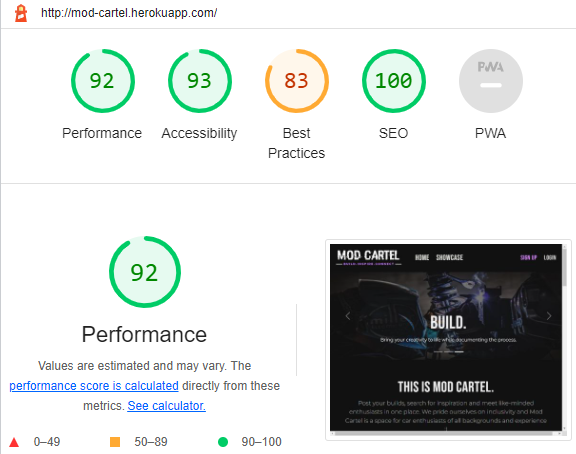 http://mod-cartel.herokuapp.com/
92
93
83
100
PWA
Performance
Accessibility
Best
Practices
SEO
PWA
92
Performance
Values are estimated and may vary. The
performance score is calculated directly from these
metrics. See calculator.
0–49
50–89
90–100
MOD CARTEL
BUILD. INSPIRE. CONNECT.
HOME
SHOWCASE
SIGN UP
LOGIN
BUILD.
Bring your creativity to life while documenting the process.
THIS IS MOD CARTEL.
Post your builds, search for inspiration and meet like-minded
enthusiasts in one place. We pride ourselves on inclusivity and Mod
Cartel is a space for car enthusiasts of all backgrounds and experience